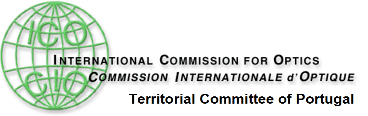 ICO
CIO
INTERNATIONAL COMMISSION FOR OPTICS
COMMISSION INTERNATIONALE d'OPTIQUE
Territorial Committee of Portugal